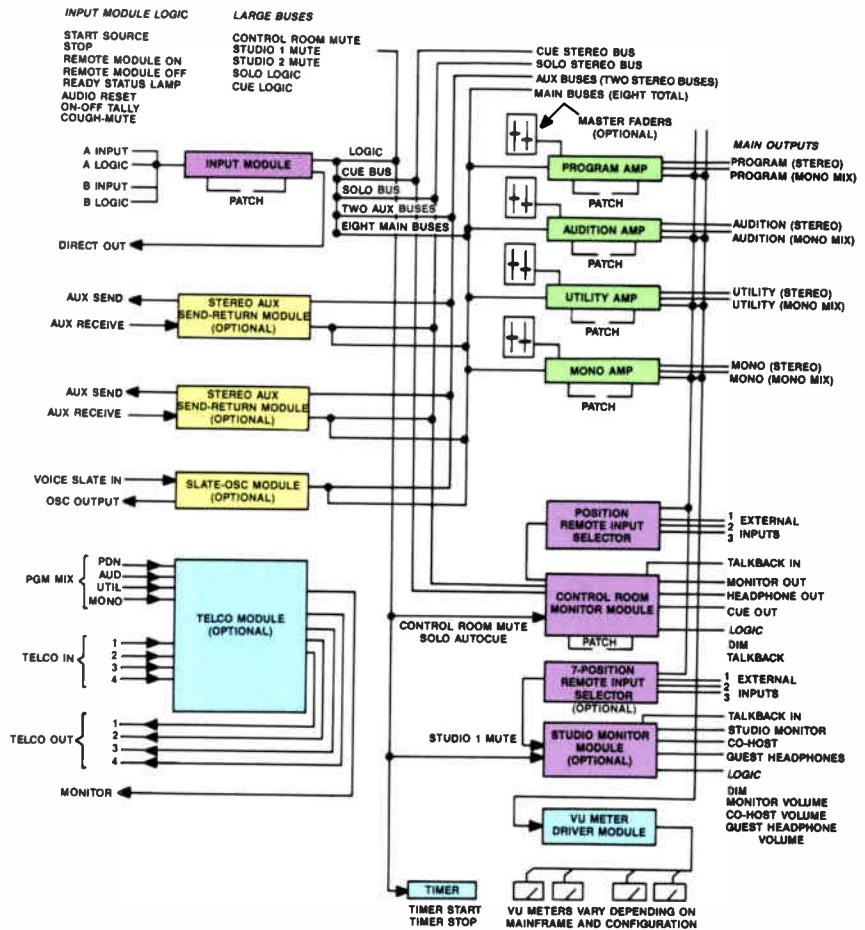 INPUT MODULE LOGIC
START SOURCE
STOP
REMOTE MODULE ON
REMOTE MODULE OFF
READY STATUS LAMP
AUDIO RESET
ON-OFF TALLY
COUGH-MUTE
LARGE BUSES
CONTROL ROOM MUTE
STUDIO 1 MUTE
STUDIO 2 MUTE
SOLO LOGIC
CUE LOGIC
CUE STEREO BUS
SOLO STEREO BUS
AUX BUSES (TWO STEREO BUSES)
MAIN BUSES (EIGHT TOTAL)
MASTER FADERS
(OPTIONAL)
A INPUT
A LOGIC
B INPUT
B LOGIC
INPUT MODULE
PATCH
DIRECT OUT
LOGIC
CUE BUS
SOLO BUS
TWO AUX BUSES
EIGHT MAIN BUSES
MAIN OUTPUTS
PROGRAM AMP
PATCH
PROGRAM (STEREO)
PROGRAM (MONO MIX)
AUDITION AMP
PATCH
AUDITION (STEREO)
AUDITION (MONO MIX)
UTILITY AMP
PATCH
UTILITY (STEREO)
UTILITY (MONO MIX)
MONO AMP
PATCH
MONO (STEREO)
MONO (MONO MIX)
AUX SEND
AUX RECEIVE
STEREO AUX
SEND-RETURN MODULE
(OPTIONAL)
AUX SEND
AUX RECEIVE
STEREO AUX
SEND-RETURN MODULE
(OPTIONAL)
VOICE SLATE IN
OSC OUTPUT
SLATE-OSC MODULE
(OPTIONAL)
PGM MIX
PDN
AUD
UTIL
MONO
TELCO IN
1
2
3
4
TELCO OUT
1
2
3
4
MONITOR
TELCO MODULE
(OPTIONAL)
POSITION
REMOTE INPUT
SELECTOR
1
2
3
EXTERNAL
INPUTS
CONTROL ROOM MUTE
SOLO AUTOCUE
CONTROL ROOM
MONITOR MODULE
PATCH
TALKBACK IN
MONITOR OUT
HEADPHONE OUT
CUE OUT
LOGIC
DIM
TALKBACK
7-POSITION
REMOTE INPUT
SELECTOR
(OPTIONAL)
1
2
3
EXTERNAL
INPUTS
STUDIO 1 MUTE
STUDIO MONITOR
MODULE
(OPTIONAL)
TALKBACK IN
STUDIO MONITOR
CO-HOST
GUEST HEADPHONES
LOGIC
DIM
MONITOR VOLUME
CO-HOST VOLUME
GUEST HEADPHONE
VOLUME
VU METER
DRIVER MODULE
TIMER
TIMER START
TIMER STOP
VU METERS VARY DEPENDING ON
MAINFRAME AND CONFIGURATION